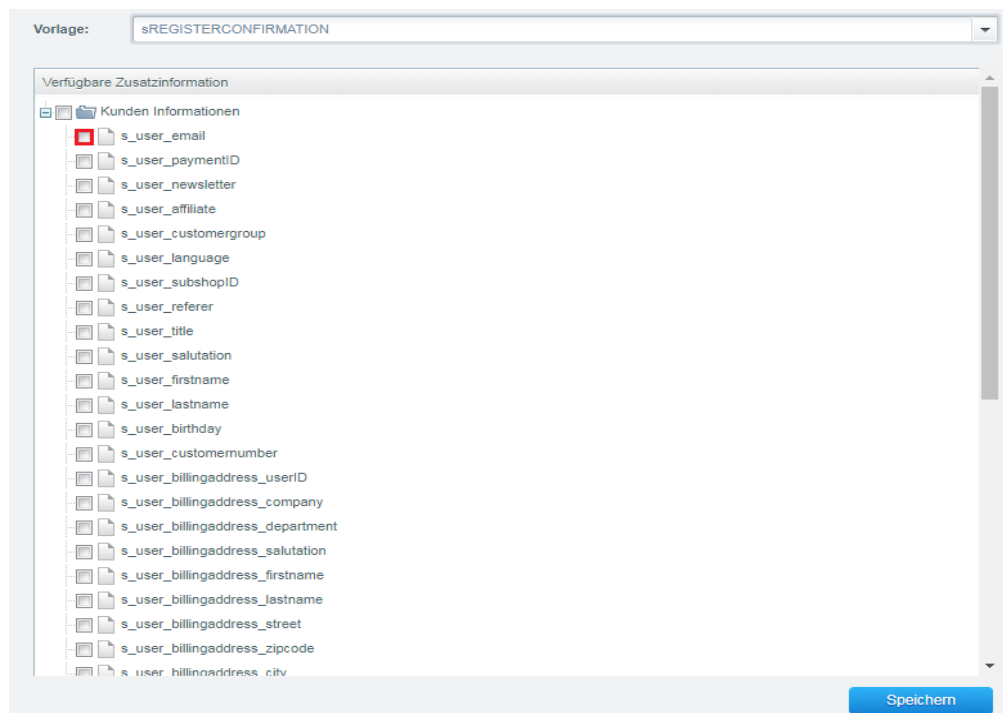 Vorlage: sREGISTERCONFIRMATION
Verfügbare Zusatzinformation
Kunden Informationen
s_user_email
s_user_paymentID
s_user_newsletter
s_user_affiliate
s_user_customergroup
s_user_language
s_user_subshopID
s_user_referer
s_user_title
s_user_salutation
s_user_firstname
s_user_lastname
s_user_birthday
s_user_customernumber
s_user_billingaddress_userID
s_user_billingaddress_company
s_user_billingaddress_department
s_user_billingaddress_salutation
s_user_billingaddress_firstname
s_user_billingaddress_lastname
s_user_billingaddress_street
s_user_billingaddress_zipcode
s_user_billingaddress_city
Speichern